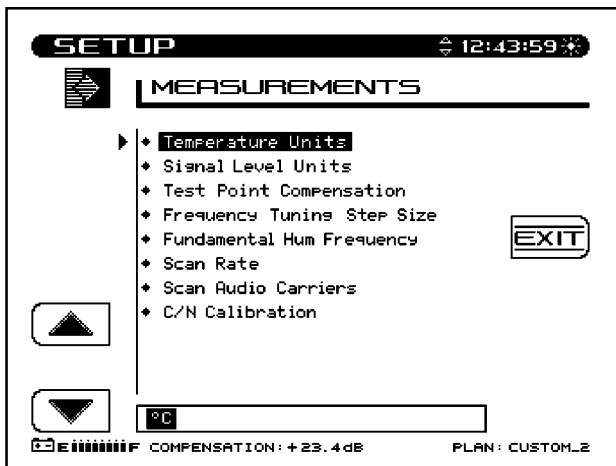 SETUP 12:43:59
MEASUREMENTS
Temperature Units
Signal Level Units
Test Point Compensation
Frequency Tuning Step Size
Fundamental Hum Frequency
EXIT
Scan Rate
Scan Audio Carriers
C/N Calibration
°C
E F COMPENSATION:+23.4dB PLAN: CUSTOM_2